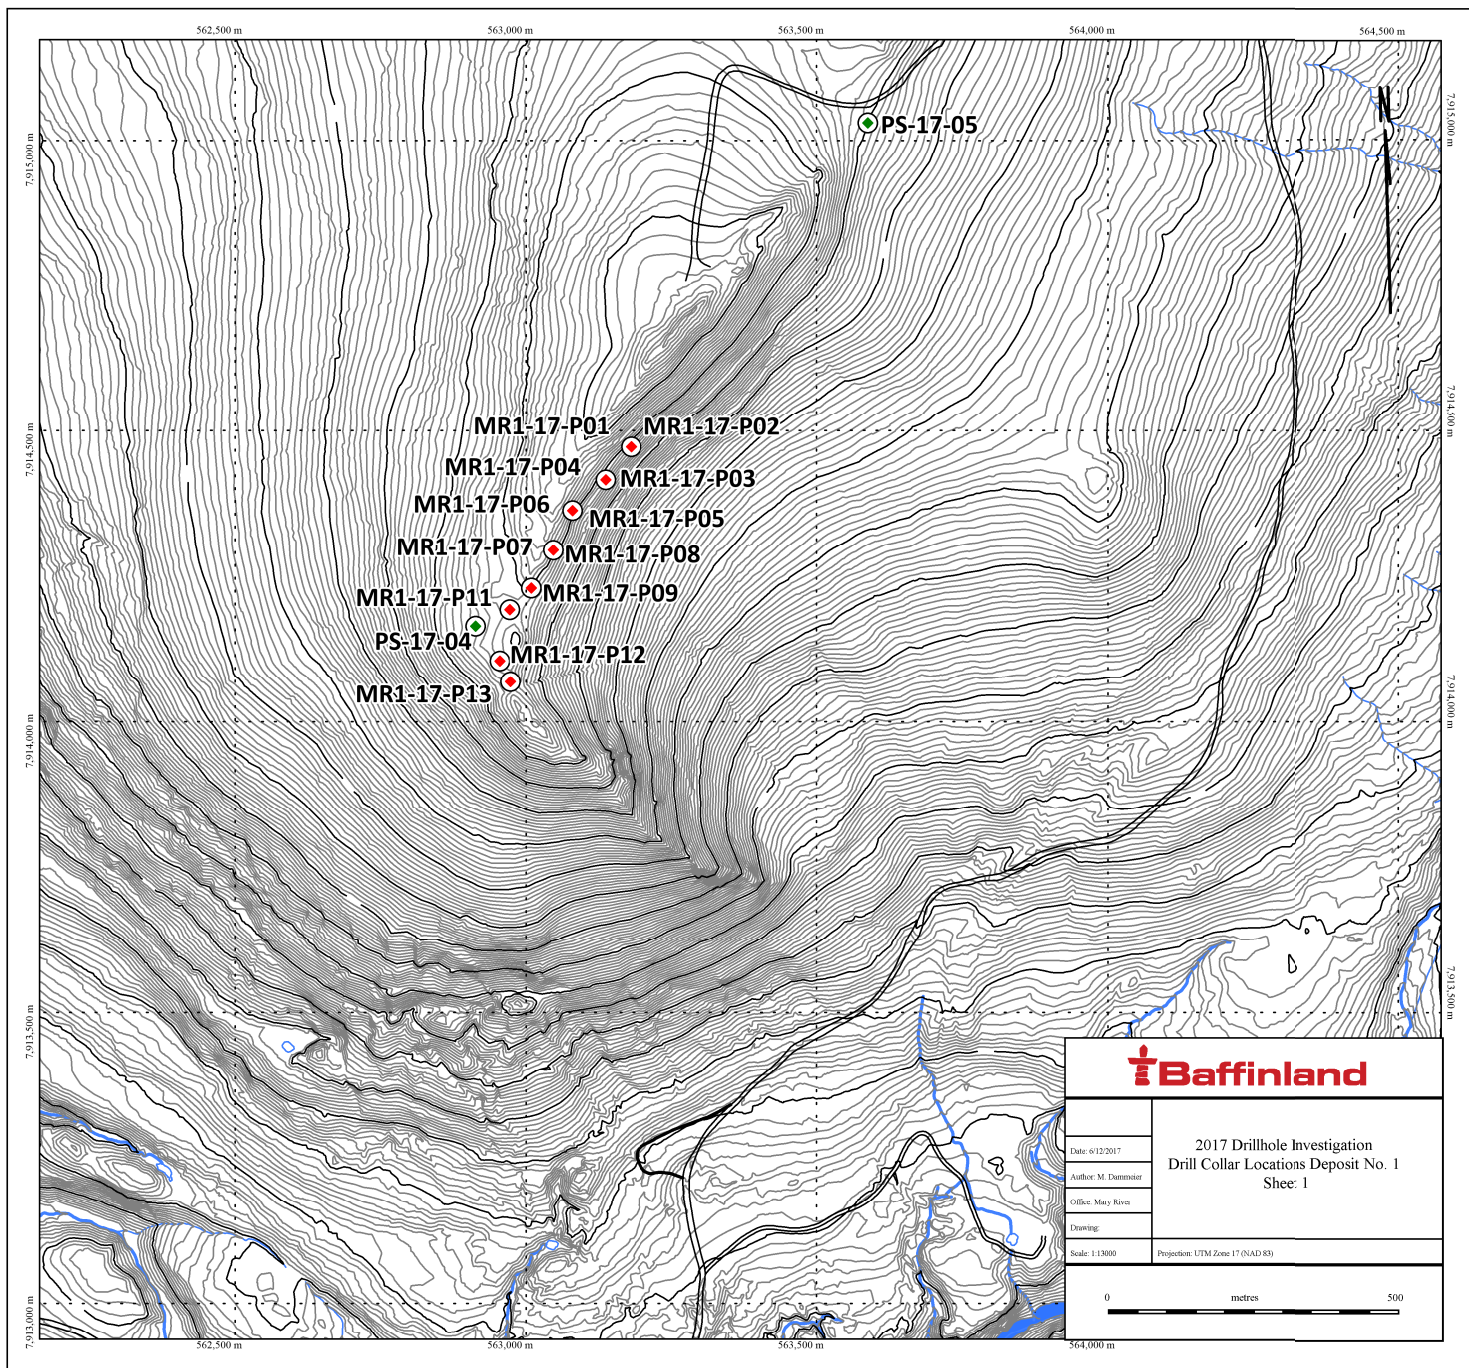 562,500 m
563,000 m
563,500 m
564,000 m
564,500 m
7,915,000 m
7,915,000 m
N
PS-17-05
7,914,500 m
7,914,500 m
MR1-17-P01
MR1-17-P02
MR1-17-P04
MR1-17-P03
MR1-17-P06
MR1-17-P05
MR1-17-P07
MR1-17-P08
MR1-17-P09
MR1-17-P11
PS-17-04
MR1-17-P12
MR1-17-P13
7,914,000 m
7,914,000 m
7,913,500 m
7,913,500 m
Baffinland
2017 Drillhole Investigation
Drill Collar Locations Deposit No. 1
Shee: 1
Date: 6/12/2017
Author: M. Dammeier
Office: Mary River
Drawing:
Scale: 1:13000
Projection: UTM Zone 17 (NAD 83)
0
metres
500
7,913,000 m
562,500 m
563,000 m
563,500 m
564,000 m